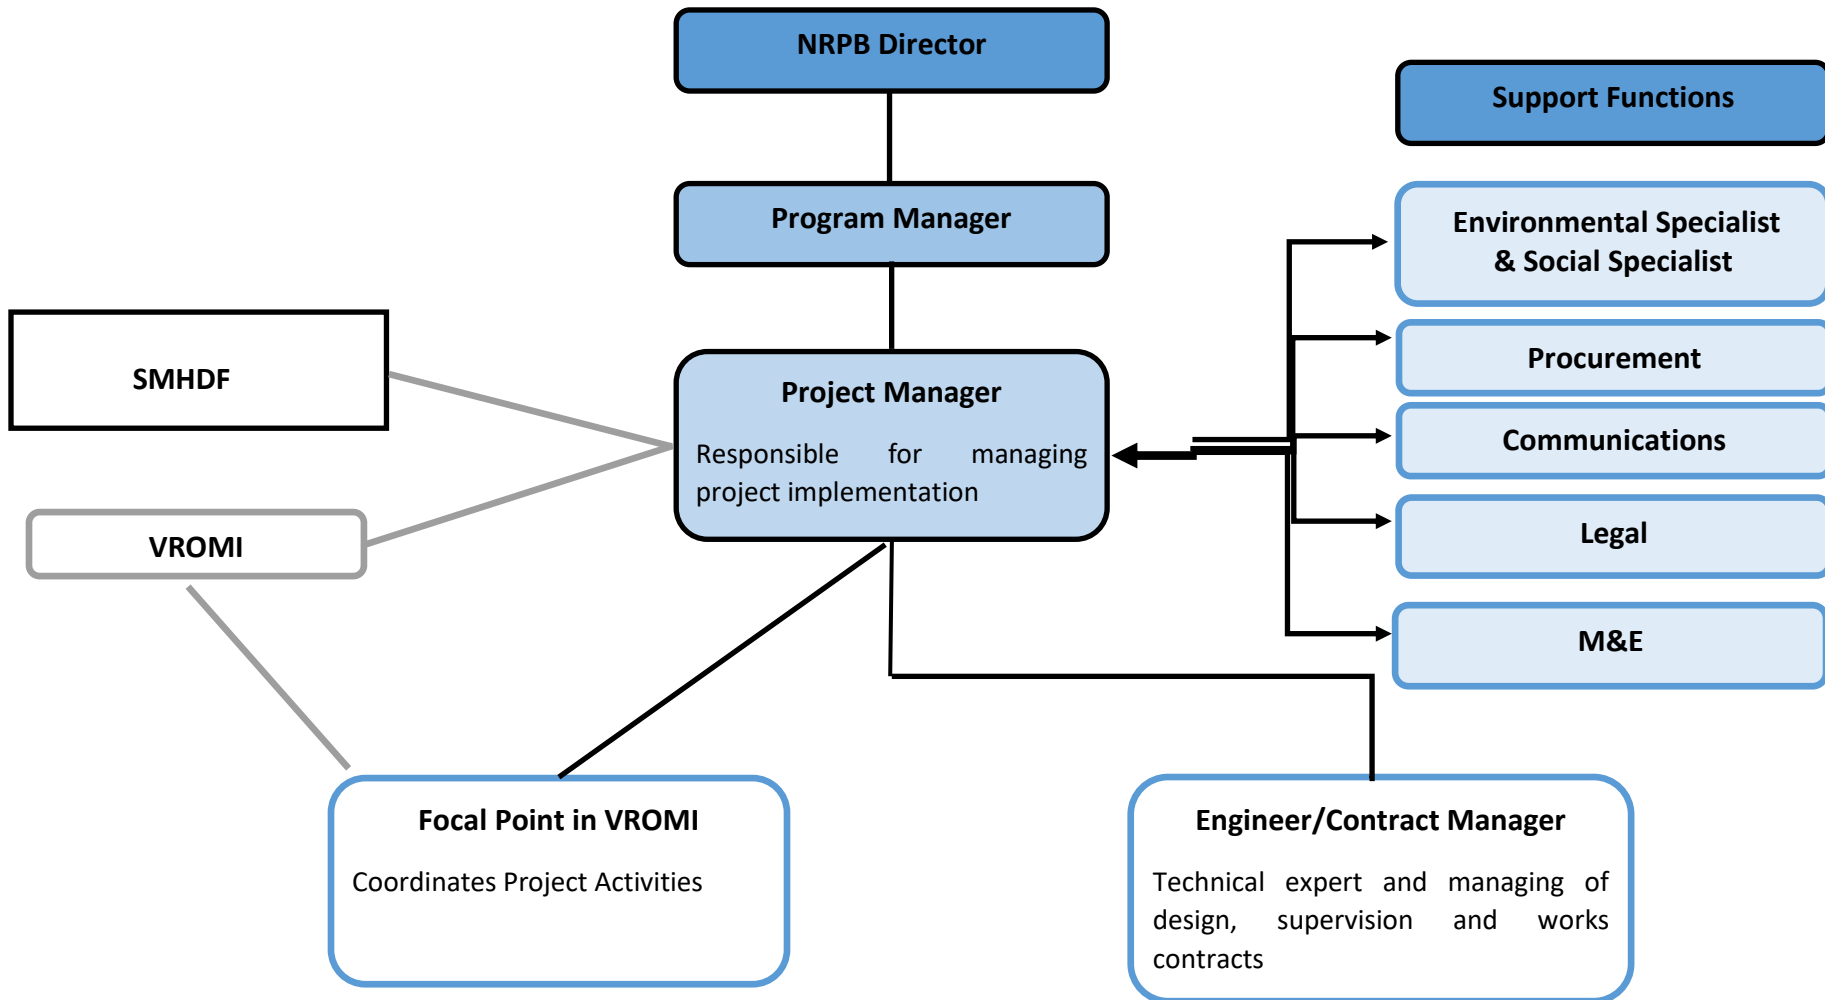 NRPB Director
Support Functions
Program Manager
Environmental Specialist
& Social Specialist
SMHDF
Procurement
Project Manager
Responsible for managing
project implementation
Communications
VROMI
Legal
M&E
Focal Point in VROMI
Coordinates Project Activities
Engineer/Contract Manager
Technical expert and managing of
design, supervision and works
contracts